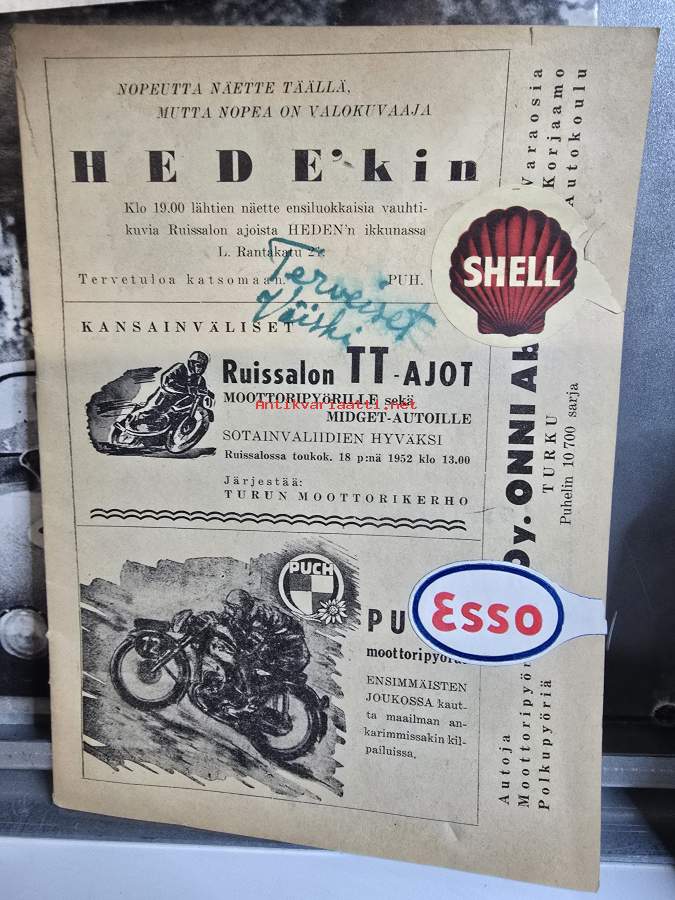 NOPEUTTA NÄETTE TÄÄLLÄ,
MUTTA NOPEA ON VALOKUVAAJA
HEDE'kin
Klo 19.00 lähtien näette ensiluokkaisia vauhti-
kuvia Ruissalon ajoista HEDEN'n ikkunassa
L. Rantakatu
Tervetuloa katsomaan.
PUH.
Terveiset
Väiski
SHELL
KANSAINVÄLISET
Ruissalon TT-AJOT
MOOTTORIPYÖRILLE sekä
Antikvariaatti.net
MIDGET-AUTOILLE
SOTAINVALIIDIEN HYVÄKSI
Ruissalossa toukok. 18 p:nä 1952 klo 13.00
Järjestää:
TURUN MOOTTORIKERHO
PUCH
12
PU
Esso
moottoripyörät
ENSIMMÄISTEN
JOUKOSSA kaut-
ta maailman an-
karimmissakin kil-
pailuissa.
Varaosia
Korjaamo
Autokoulu
Oy. ONNI Ab
TURKU
Puhelin 10 700 sarja
Autoja
Moottoripyör
Polkupyöriä